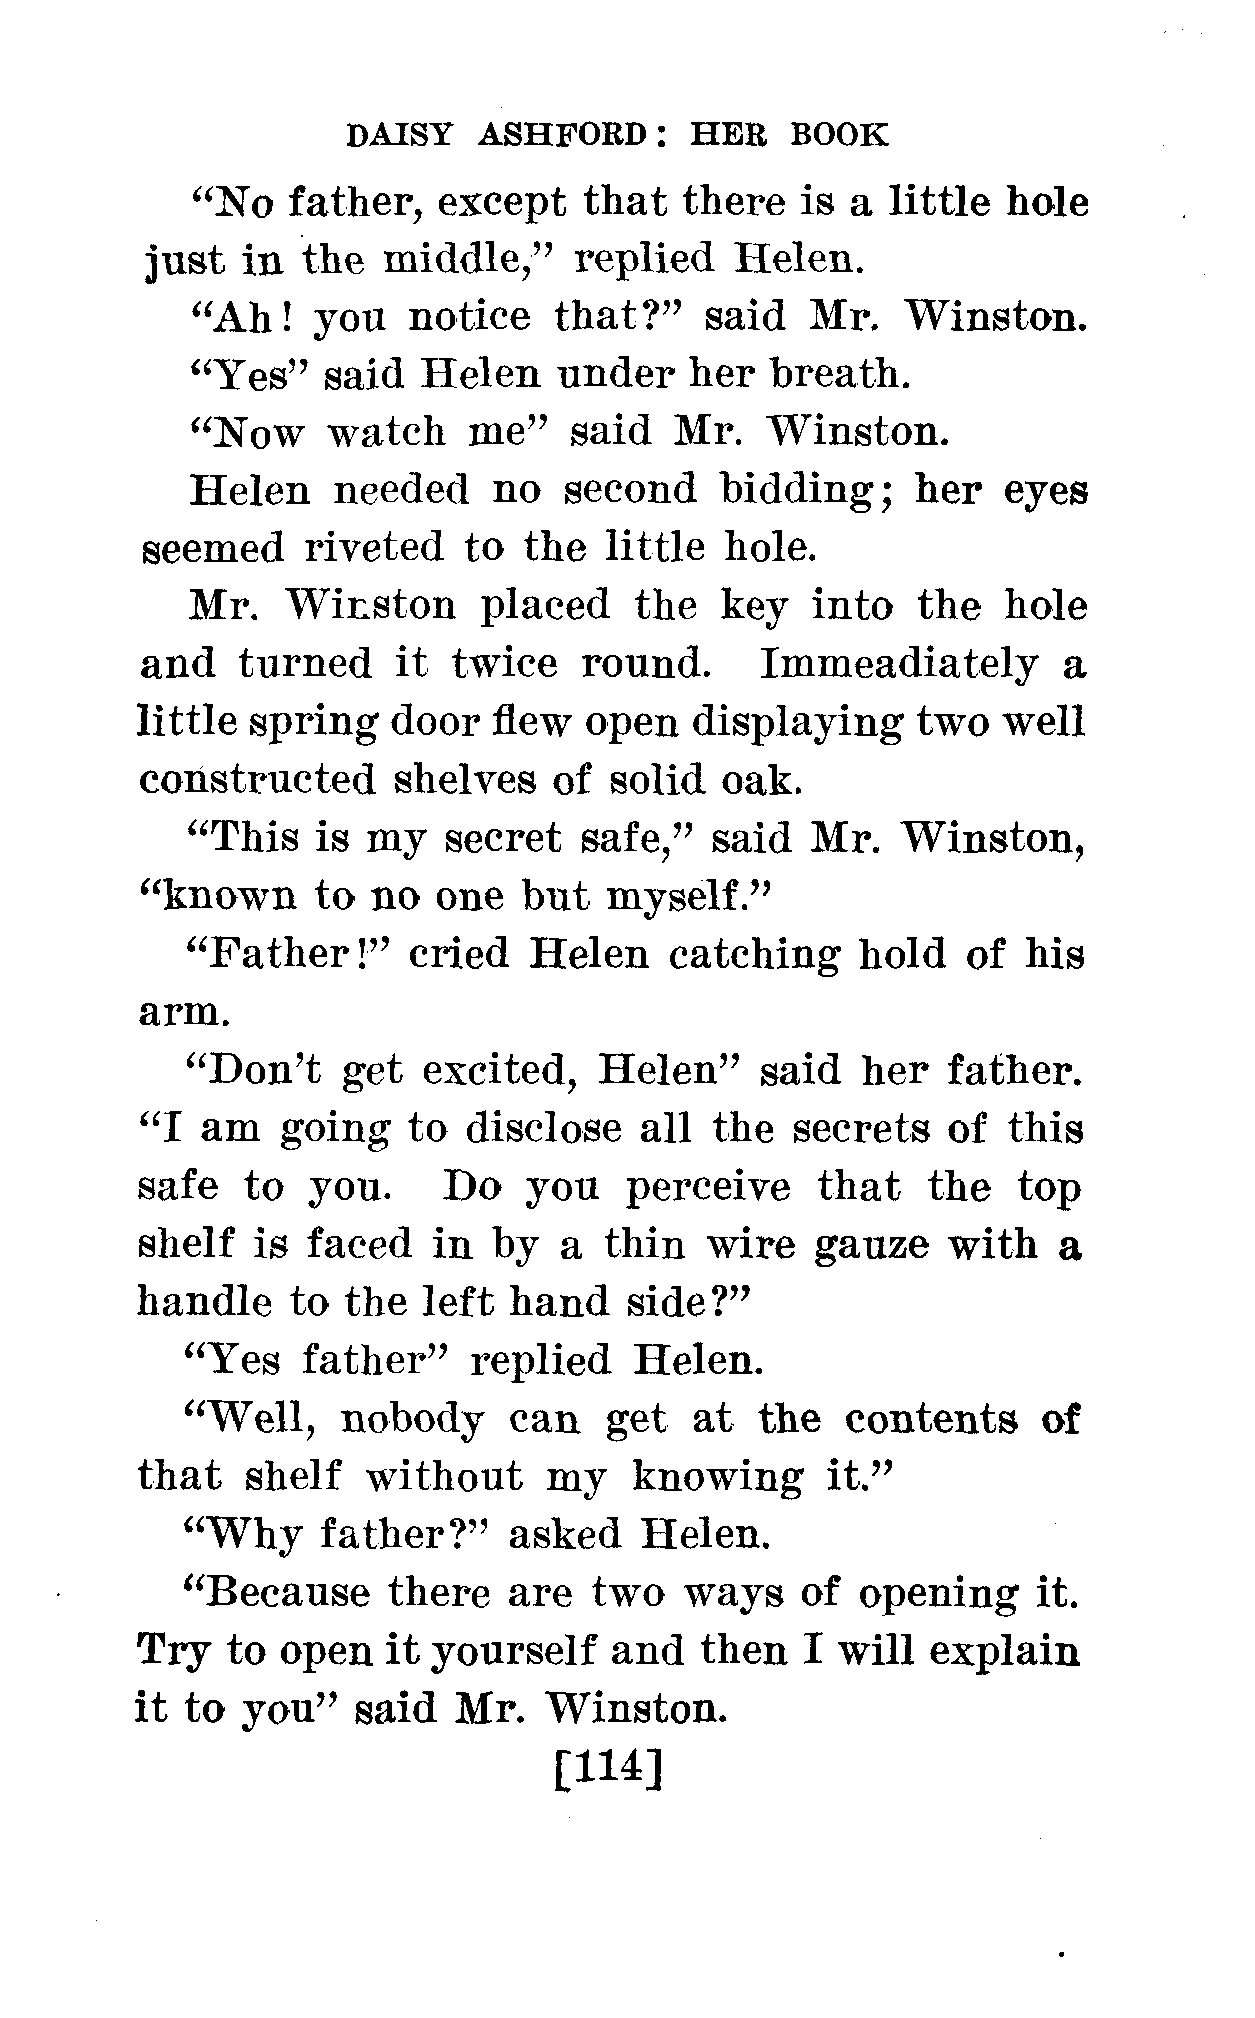 DAISY ASHFORD: HER BOOK
“No father, except that there is a little hole
just in the middle,” replied Helen.
“Ah! you notice that?” said Mr. Winston.
“Yes” said Helen under her breath.
“Now watch me” said Mr. Winston.
Helen needed no second bidding; her eyes
seemed riveted to the little hole.
Mr. Winston placed the key into the hole
and turned it twice round. Immeadiately a
little spring door flew open displaying two well
constructed shelves of solid oak.
“This is my secret safe,” said Mr. Winston,
“known to no one but myself.”
“Father!” cried Helen catching hold of his
arm.
“Don’t get excited, Helen” said her father.
“I am going to disclose all the secrets of this
safe to you. Do you perceive that the top
shelf is faced in by a thin wire gauze with a
handle to the left hand side?”
“Yes father” replied Helen.
“Well, nobody can get at the contents of
that shelf without my knowing it.”
“Why father?” asked Helen.
“Because there are two ways of opening it.
Try to open it yourself and then I will explain
it to you” said Mr. Winston.
[114]